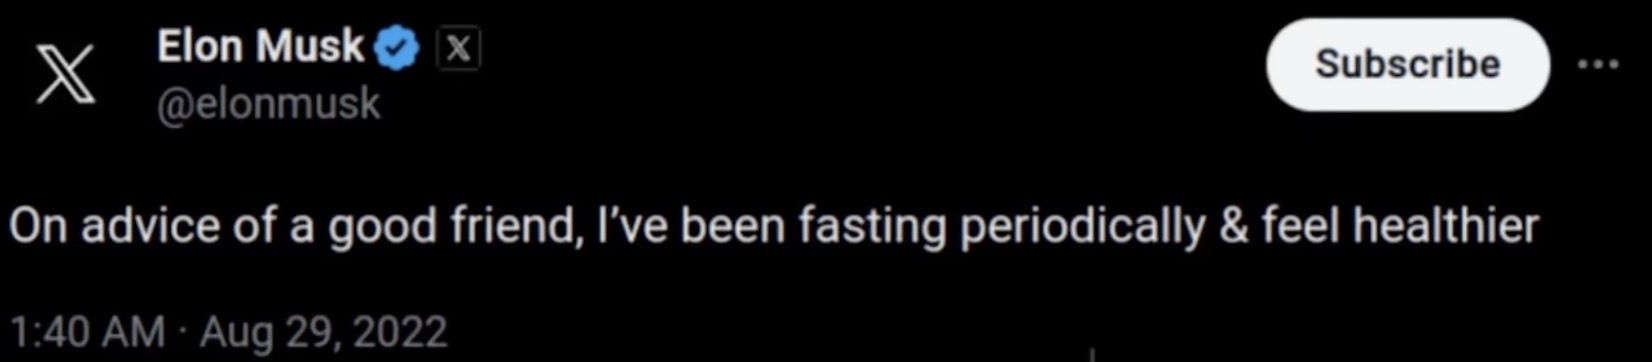 Elon Musk
@elonmusk
Subscribe
On advice of a good friend, I’ve been fasting periodically & feel healthier
1:40 AM · Aug 29, 2022